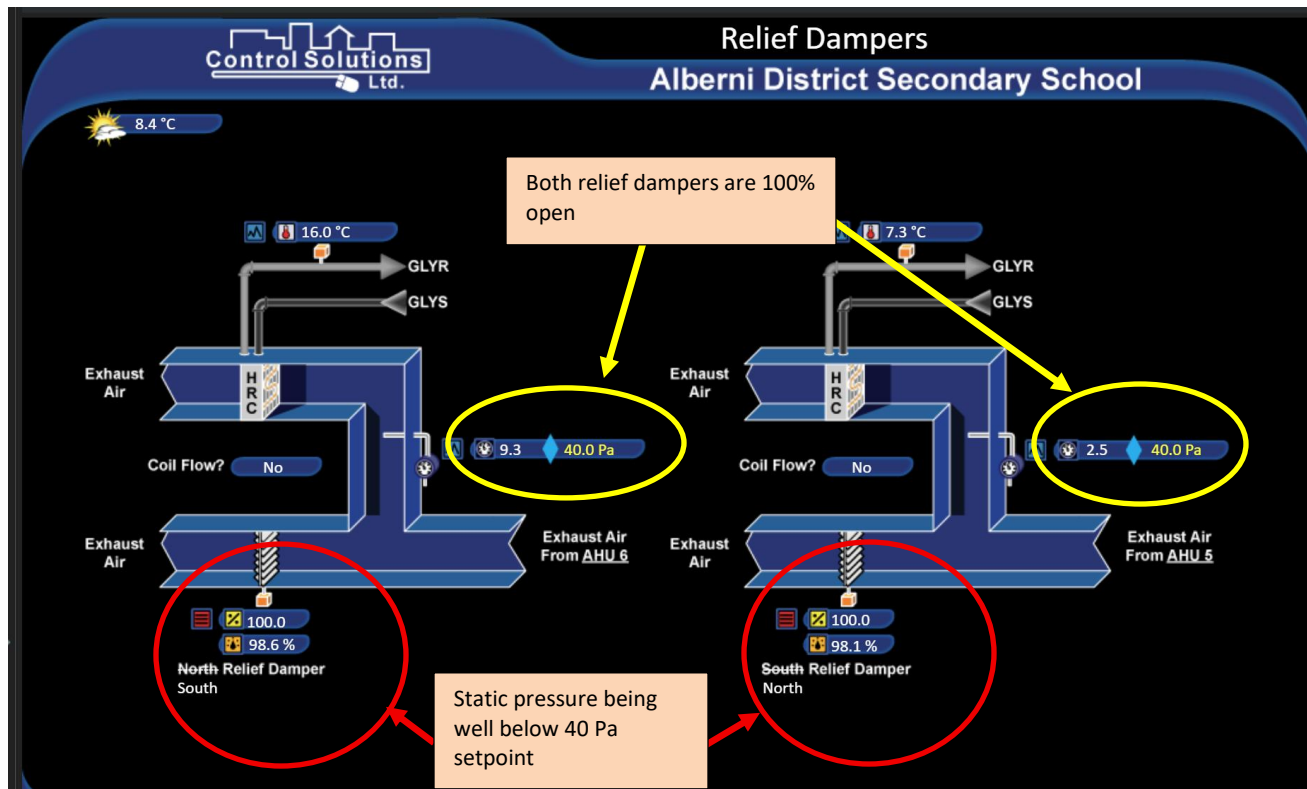 Control Solutions
Ltd.
Relief Dampers
Alberni District Secondary School
8.4 °C
Both relief dampers are 100%
open
16.0 °C
GLYR
GLYS
Exhaust
Air
HRC
9.3
40.0 Pa
Coil Flow?
No
Exhaust
Air
Exhaust Air
From AHU 6
100.0
98.6 %
North Relief Damper
South
7.3 °C
GLYR
GLYS
Exhaust
Air
HRC
2.5
40.0 Pa
Coil Flow?
No
Exhaust
Air
Exhaust Air
From AHU 5
100.0
98.1 %
South Relief Damper
North
Static pressure being
well below 40 Pa
setpoint